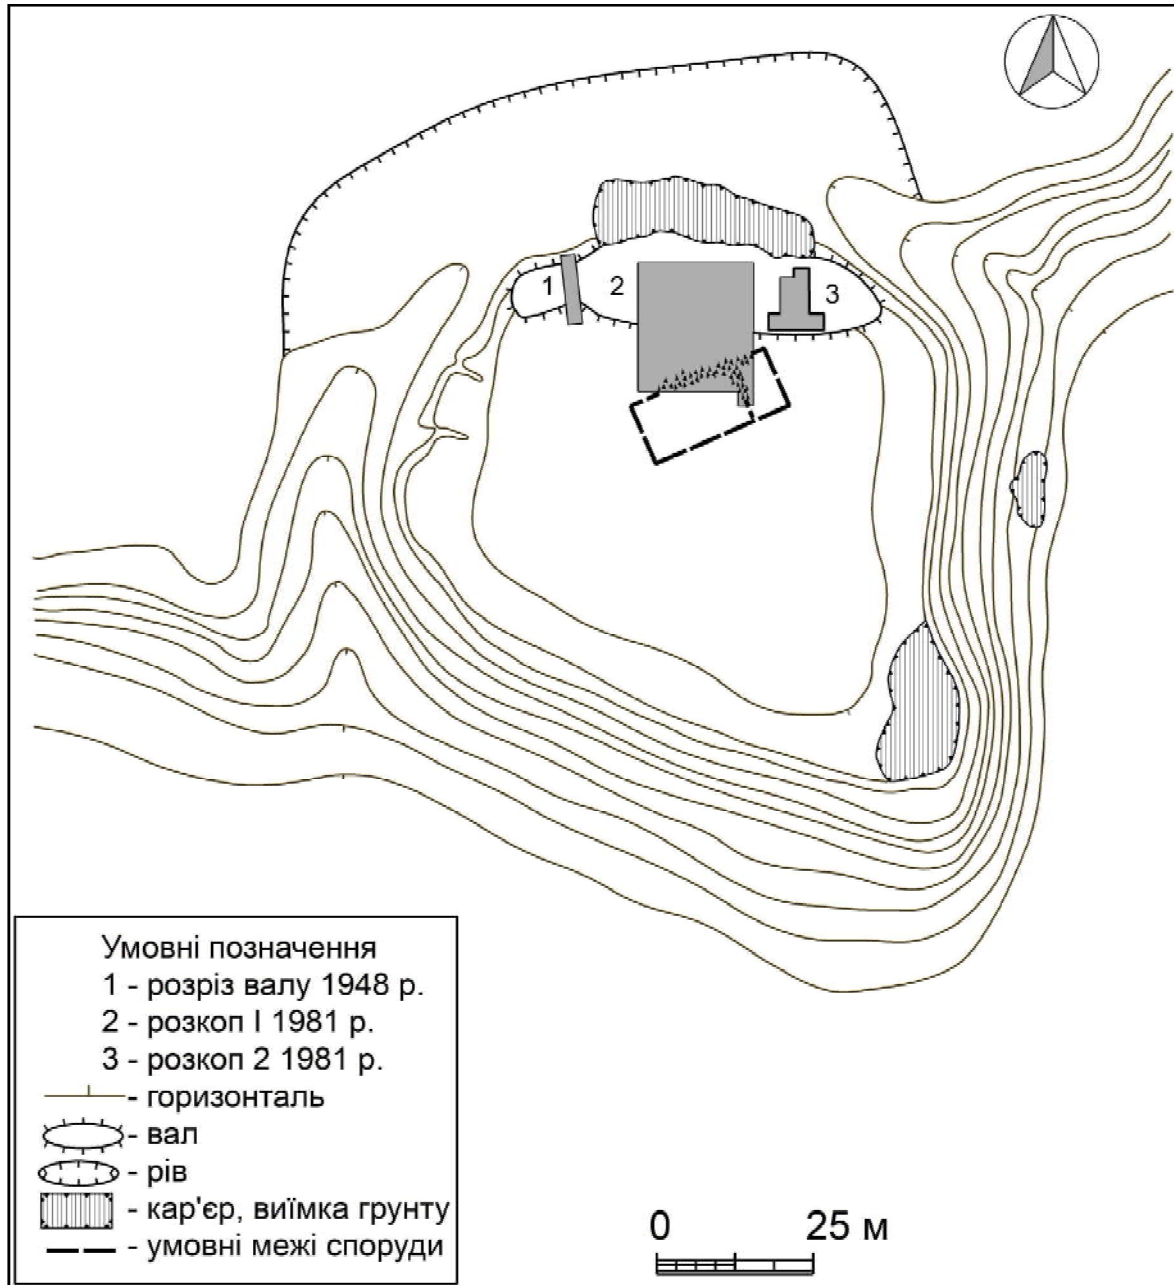 1 2 3
Умовні позначення
1 - розріз валу 1948 р.
2 - розкоп I 1981 р.
3 - розкоп 2 1981 р.
- горизонталь
- вал
- рів
- кар'єр, виїмка грунту
- умовні межі споруди
0 25 м